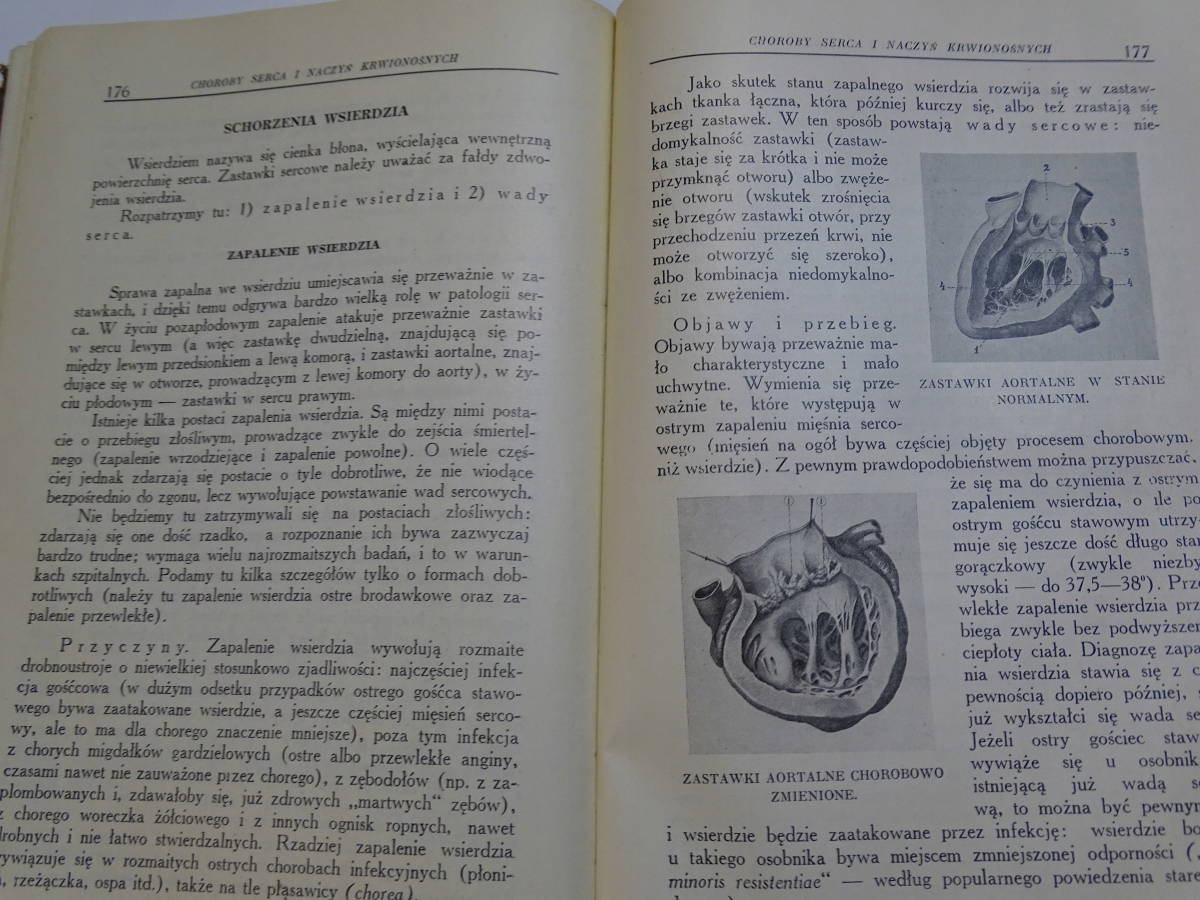 176 CHOROBY SERCA I NACZYŃ KRWIONOŚNYCH
SCHORZENIA WSIERDZIA
Wsierdziem nazywa się cienka błona, wyścielająca wewnętrzną
powierzchnię serca. Zastawki sercowe należy uważać za fałdy zdwo-
jenia wsierdzia.
Rozpatrzymy tu: 1) zapalenie wsierdzia i 2) wady
serca.
ZAPALENIE WSIERDZIA
Sprawa zapalna we wsierdziu umiejscawia się przeważnie w za-
stawkach, i dzięki temu odgrywa bardzo wielką rolę w patologii ser-
ca. W życiu pozapłodowym zapalenie atakuje przeważnie zastawki
w sercu lewym (a więc zastawkę dwudzielną, znajdującą się po-
między lewym przedsionkiem a lewą komorą, i zastawki aortalne, znaj-
dujące się w otworze, prowadzącym z lewej komory do aorty), w ży-
ciu płodowym — zastawki w sercu prawym.
Istnieje kilka postaci zapalenia wsierdzia. Są między nimi posta-
cie o przebiegu złośliwym, prowadzące zwykle do zejścia śmiertel-
nego (zapalenie wrzodziejące i zapalenie powolne). O wiele częś-
ciej jednak zdarzają się postacie o tyle dobrotliwe, że nie wiodące
bezpośrednio do zgonu, lecz wywołujące powstawanie wad sercowych.
Nie będziemy tu zatrzymywali się na postaciach złośliwych:
zdarzają się one dość rzadko, a rozpoznanie ich bywa zazwyczaj
bardzo trudne; wymaga wielu najrozmaitszych badań, i to w warun-
kach szpitalnych. Podamy tu kilka szczegółów tylko o formach dob-
rotliwych (należy tu zapalenie wsierdzia ostre brodawkowe oraz za-
palenie przewlekłe).
Przyczyny. Zapalenie wsierdzia wywołują rozmaite
drobnoustroje o niewielkiej stosunkowo zjadliwości: najczęściej infek-
cja gośćcowa (w dużym odsetku przypadków ostrego gośćca stawo-
wego bywa zaatakowane wsierdzie, a jeszcze częściej mięsień serco-
wy, ale to ma dla chorego znaczenie mniejsze), poza tym infekcja
z chorych migdałków gardzielowych (ostre albo przewlekłe anginy,
czasami nawet nie zauważone przez chorego), z zębodołów (np. z za-
plombowanych i, zdawałoby się, już zdrowych „martwych" zębów),
z chorego woreczka żółciowego i z innych ognisk ropnych, nawet
drobnych i nie łatwo stwierdzalnych. Rzadziej zapalenie wsierdzia
wywiązuje się w rozmaitych ostrych chorobach infekcyjnych (płoni-
, rzeżączka, ospa itd.), także na tle pląsawicy (chorea).
CHOROBY SERCA I NACZYŃ KRWIONOŚNYCH 177
Jako skutek stanu zapalnego wsierdzia rozwija się w zastaw-
kach tkanka łączna, która później kurczy się, albo też zrastają się
brzegi zastawek. W ten sposób powstają wady sercowe: nie-
domykalność zastawki (zastaw-
ka staje się za krótka i nie może
przymknąć otworu) albo zwęże-
nie otworu (wskutek zrośnięcia
się brzegów zastawki otwór, przy
przechodzeniu przezeń krwi, nie
może otworzyć się szeroko),
albo kombinacja niedomykalno-
ści ze zwężeniem.
2
3
5
4
4
1
ZASTAWKI AORTALNE W STANIE
NORMALNYM.
Objawy i przebieg.
Objawy bywają przeważnie ma-
ło charakterystyczne i mało
uchwytne. Wymienia się prze-
ważnie te, które występują w
ostrym zapaleniu mięśnia serco-
wego (mięsień na ogół bywa częściej objęty procesem chorobowym,
niż wsierdzie). Z pewnym prawdopodobieństwem można przypuszczać,
że się ma do czynienia z ostrym
zapaleniem wsierdzia, o ile po
ostrym gośćcu stawowym utrzy-
muje się jeszcze dość długo stan
gorączkowy (zwykle niezby
wysoki — do 37,5—38°). Prze
wlekłe zapalenie wsierdzia prz
biega zwykle bez podwyższen
ciepłoty ciała. Diagnozę zapa
nia wsierdzia stawia się z c
pewnością dopiero później,
już wykształci się wada se
Jeżeli ostry gościec staw
wywiąże się u osobnik
istniejącą już wadą s
wą, to można być pewnym
1 1
ZASTAWKI AORTALNE CHOROBOWO
ZMIENIONE.
i wsierdzie będzie zaatakowane przez infekcję: wsierdzie bo
u takiego osobnika bywa miejscem zmniejszonej odporności („
minoris resistentiae" — według popularnego powiedzenia stare